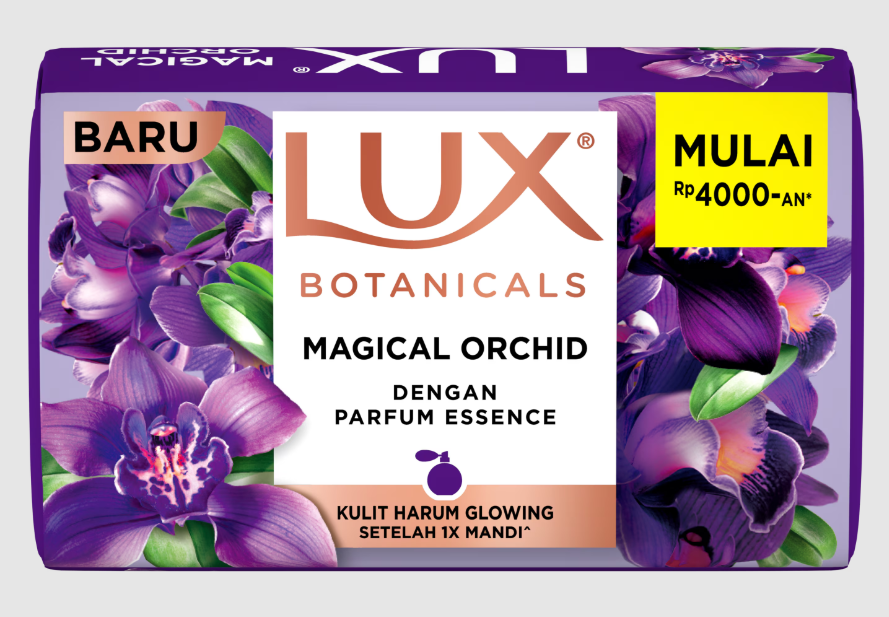 MAGICAL
ORCHID
LUX®
BARU
LUX®
BOTANICALS
MAGICAL ORCHID
DENGAN
PARFUM ESSENCE
KULIT HARUM GLOWING
SETELAH 1X MANDI^
MULAI
Rp4000-AN*